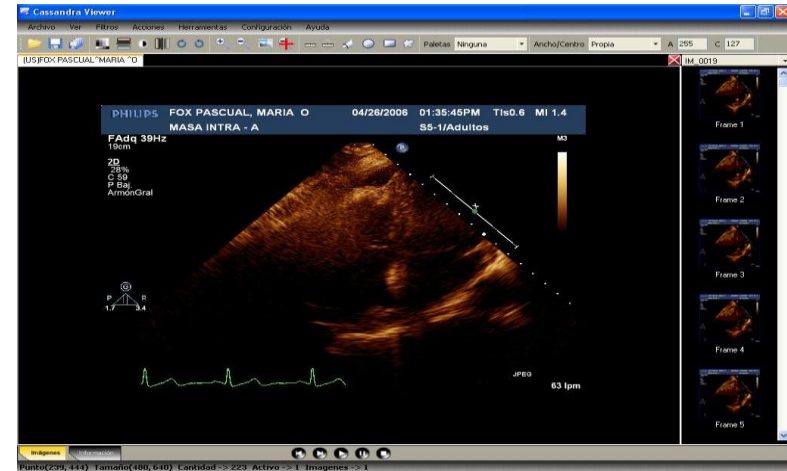 Cassandra Viewer
Archivo Ver Filtros Acciones Herramientas Configuración Ayuda
Paletas Ninguna Ancho/Centro Propia A 255 C 127
(US)FOX PASCUAL^MARIA ^O IM_0019
PHILIPS FOX PASCUAL, MARIA O 04/26/2006 01:35:45PM TIs0.6 MI 1.4
MASA INTRA - A S5-1/Adultos
FAdq 39Hz M3
19cm
2D
28%
C 59
P Baj.
ArmónGral
G
P R
1.7 3.4
JPEG
63 lpm
Frame 1
Frame 2
Frame 3
Frame 4
Frame 5
Imágenes Información
Punto(239, 444) Tamaño(480, 640) Cantidad -> 223 Activo -> 1 Imagenes -> 1